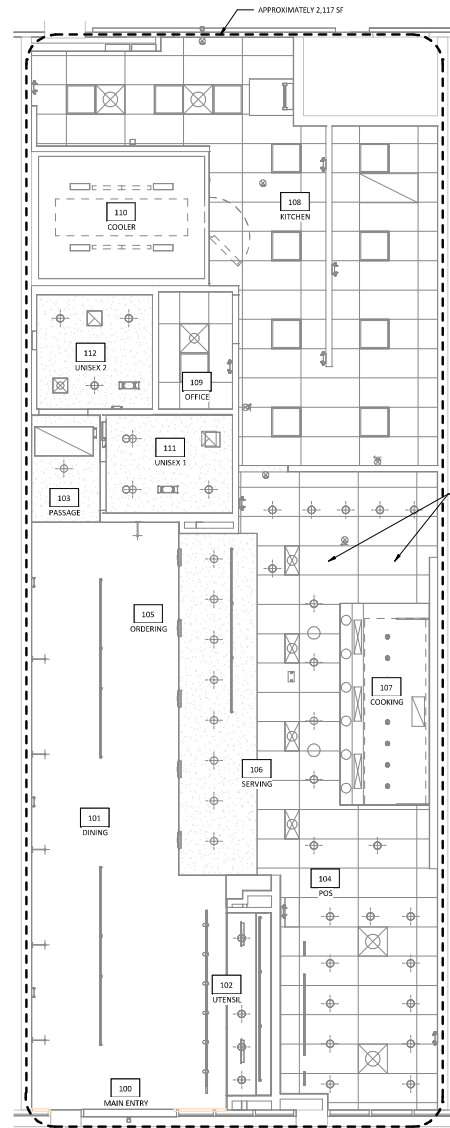 APPROXIMATELY 2,117 SF
108
KITCHEN
110
COOLER
112
UNISEX 2
109
OFFICE
111
UNISEX 1
103
PASSAGE
105
ORDERING
107
COOKING
106
SERVING
101
DINING
104
POS
102
UTENSIL
100
MAIN ENTRY